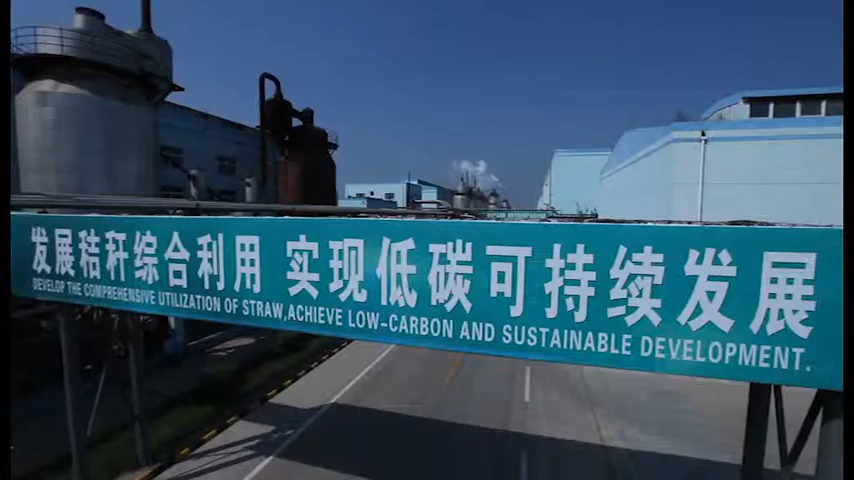 发展秸秆综合利用 实现低碳可持续发展
DEVELOP THE COMPREHENSIVE UTILIZATION OF STRAW,ACHIEVE LOW-CARBON AND SUSTAINABLE DEVELOPMENT.